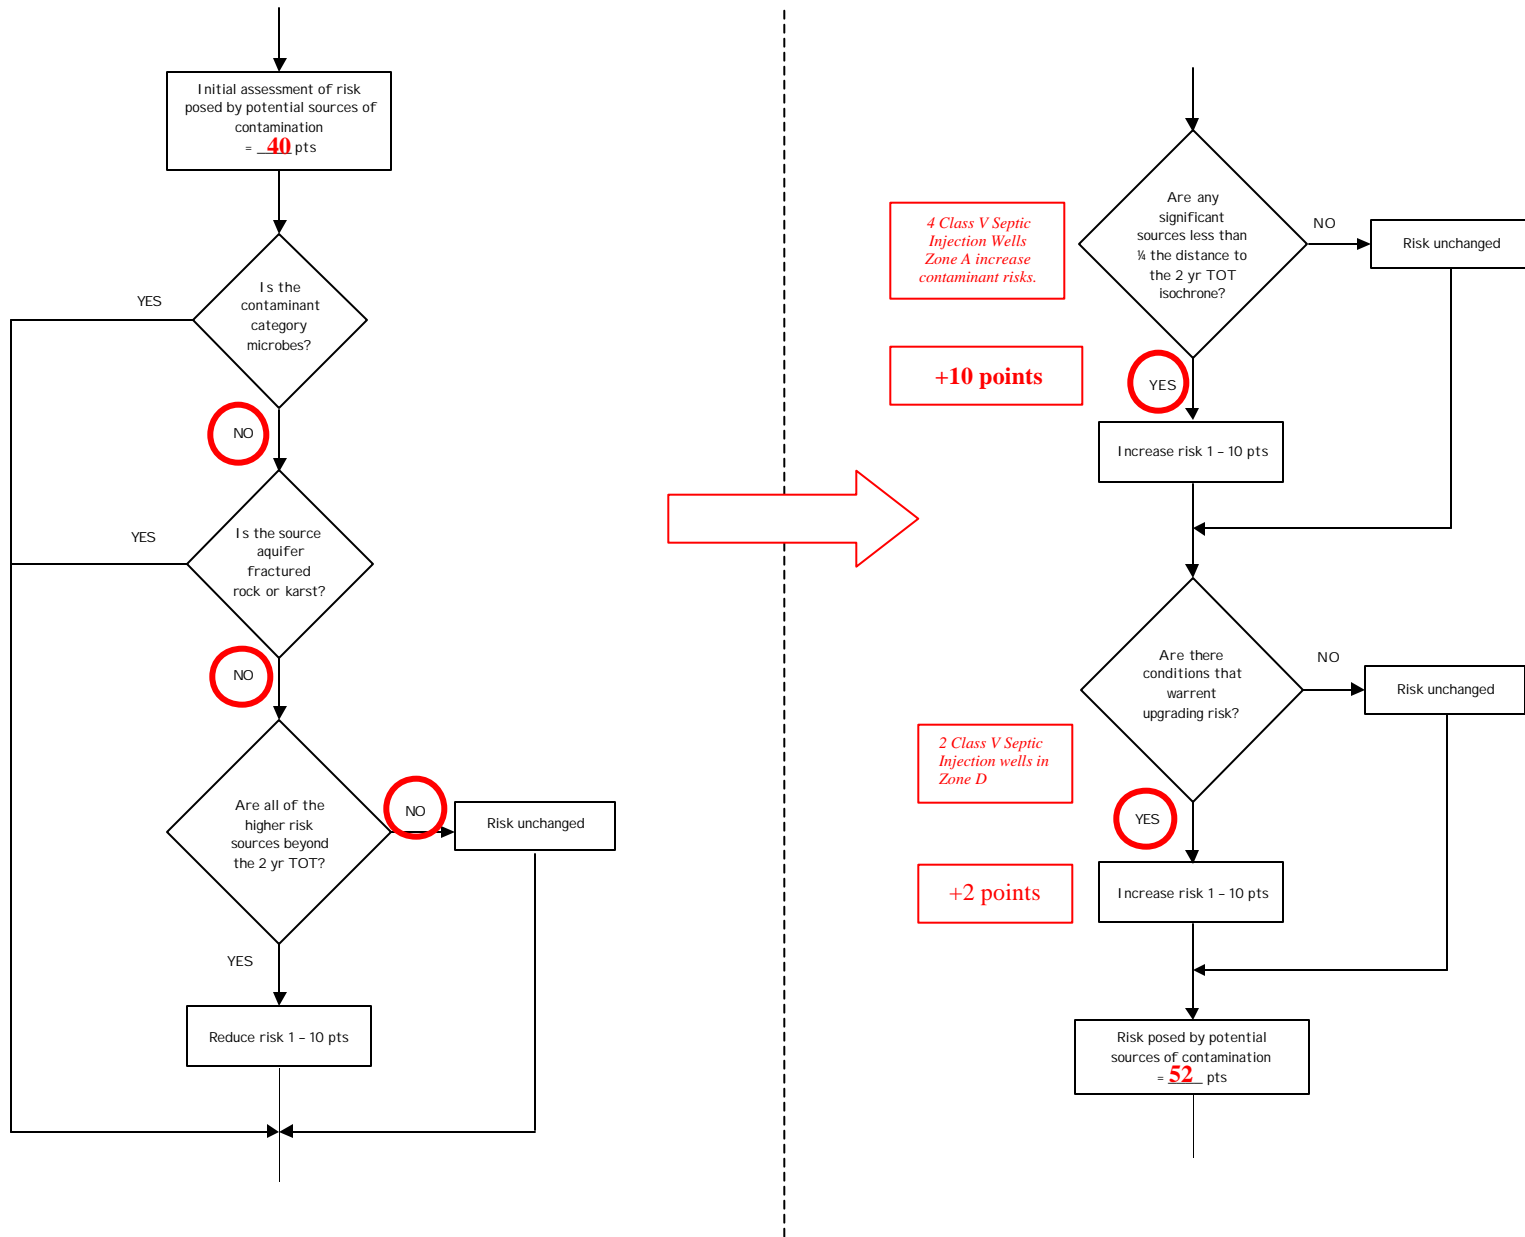 Initial assessment of risk
posed by potential sources of
contamination
= 40 pts
Is the
contaminant
category
microbes?
YES
NO
Is the source
aquifer
fractured
rock or karst?
YES
NO
Are all of the
higher risk
sources beyond
the 2 yr TOT?
NO
Risk unchanged
YES
Reduce risk 1 – 10 pts
Are any
significant
sources less than
¼ the distance to
the 2 yr TOT
isochrone?
NO
Risk unchanged
4 Class V Septic
Injection Wells
Zone A increase
contaminant risks.
+10 points
YES
Increase risk 1 – 10 pts
Are there
conditions that
warrent
upgrading risk?
NO
Risk unchanged
2 Class V Septic
Injection wells in
Zone D
YES
+2 points
Increase risk 1 – 10 pts
Risk posed by potential
sources of contamination
= 52 pts